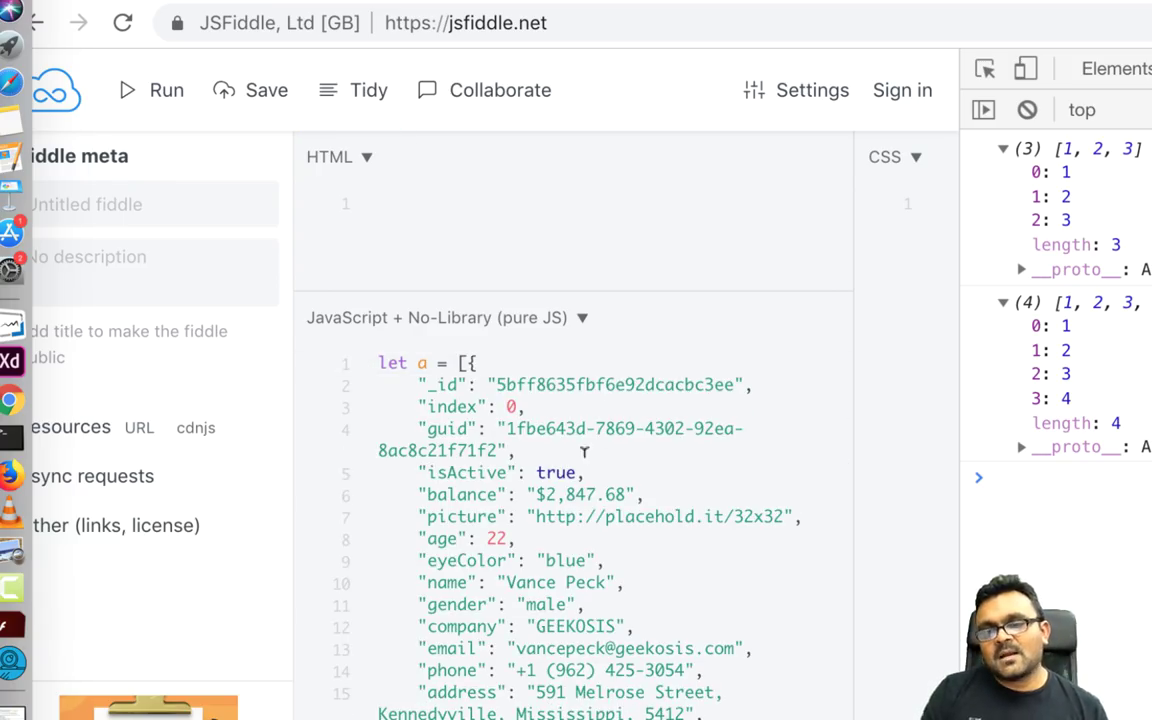 JSFiddle, Ltd [GB] | https://jsfiddle.net
Run Save Tidy Collaborate Settings Sign in
iddle meta
Untitled fiddle
No description
dd title to make the fiddle
ublic
esources URL cdnjs
sync requests
ther (links, license)
HTML
1
CSS
1
JavaScript + No-Library (pure JS)
1 let a = [{
2 "_id": "5bff8635fbf6e92dcacbc3ee",
3 "index": 0,
4 "guid": "1fbe643d-7869-4302-92ea-
8ac8c21f71f2",
5 "isActive": true,
6 "balance": "$2,847.68",
7 "picture": "http://placehold.it/32x32",
8 "age": 22,
9 "eyeColor": "blue",
10 "name": "Vance Peck",
11 "gender": "male",
12 "company": "GEEKOSIS",
13 "email": "vancepeck@geekosis.com",
14 "phone": "+1 (962) 425-3054",
15 "address": "591 Melrose Street,
Kennedyville, Mississippi, 5412",
Elements
top
(3) [1, 2, 3]
0: 1
1: 2
2: 3
length: 3
__proto__: A
(4) [1, 2, 3,
0: 1
1: 2
2: 3
3: 4
length: 4
__proto__: A
Xd
1
2